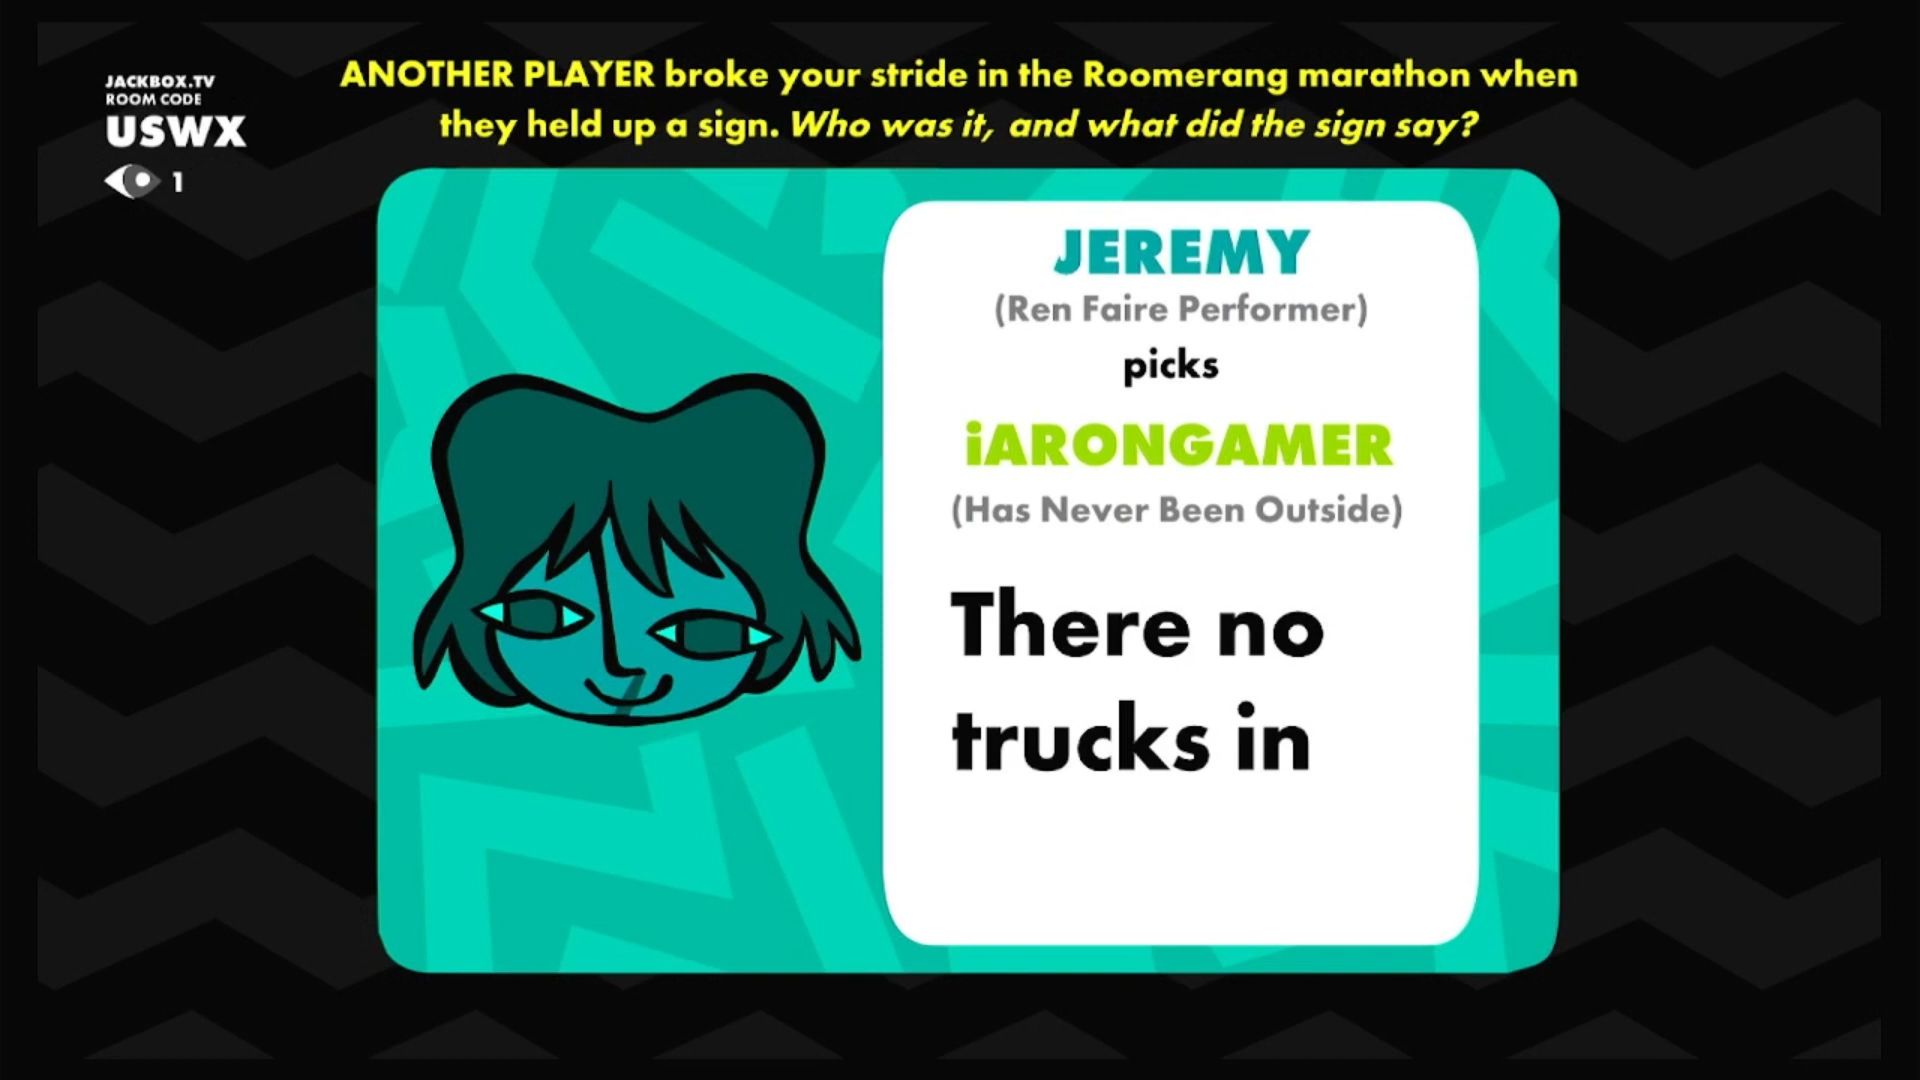 JACKBOX.TV
ROOM CODE
USWX
1
ANOTHER PLAYER broke your stride in the Roomerang marathon when
they held up a sign. Who was it, and what did the sign say?
JEREMY
(Ren Faire Performer)
picks
iARONGAMER
(Has Never Been Outside)
There no
trucks in